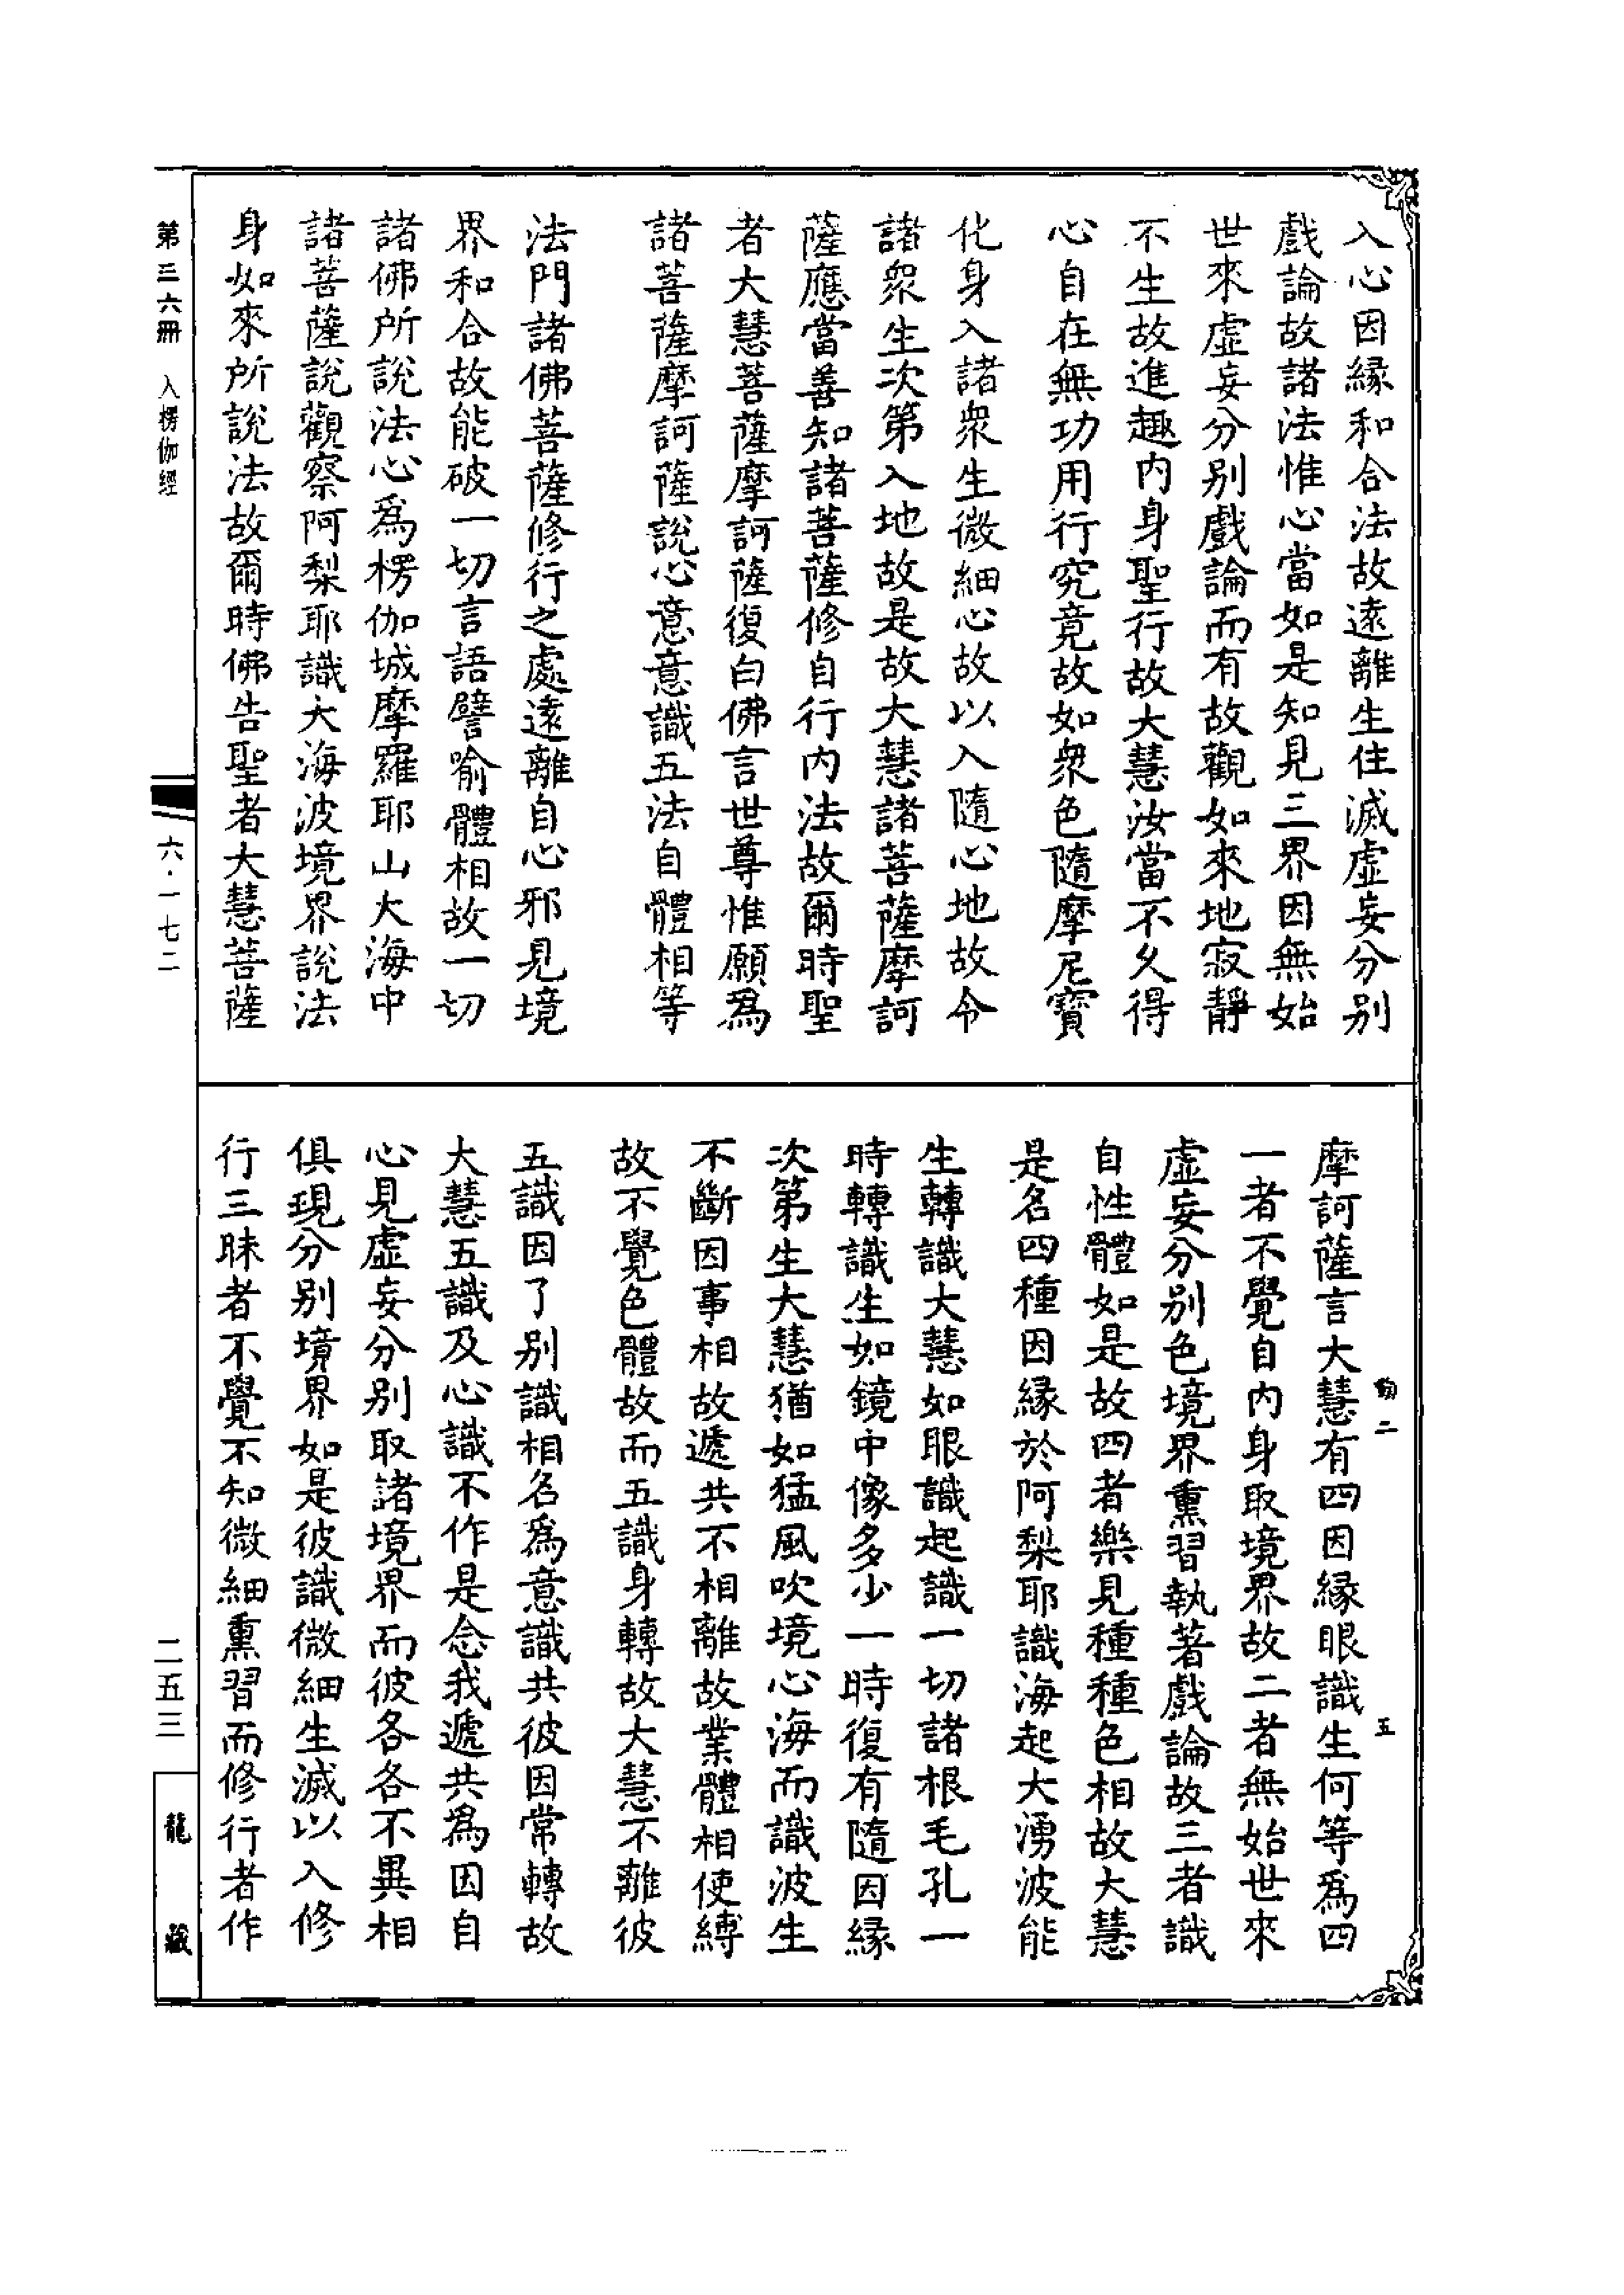 入心因緣和合法故遠離生住滅虛妄分別
戲論故諸法惟心當如是知見三界因無始
世來虛妄分別戲論而有故觀如來地寂靜
不生故進趣內身聖行故大慧汝當不久得
心自在無功用行究竟故如衆色隨摩尼寶
化身入諸衆生微細心故以入隨心地故令
諸衆生次第入地故是故大慧諸菩薩摩訶
薩應當善知諸菩薩修自行內法故爾時聖
者大慧菩薩摩訶薩復白佛言世尊惟願爲
諸菩薩摩訶薩說心意意識五法自體相等
法門諸佛菩薩修行之處遠離自心邪見境
界和合故能破一切言語譬喻體相故一切
諸佛所說法心爲楞伽城摩羅耶山大海中
諸菩薩說觀察阿梨耶識大海波境界說法
身如來所說法故爾時佛告聖者大慧菩薩
摩訶薩言大慧有四因緣眼識生何等爲四
一者不覺自內身取境界故二者無始世來
虛妄分別色境界熏習執著戲論故三者識
自性體如是故四者樂見種種色相故大慧
是名四種因緣於阿梨耶識海起大湧波能
生轉識大慧如眼識起識一切諸根毛孔一
時轉識生如鏡中像多少一時復有隨因緣
次第生大慧猶如猛風吹境心海而識波生
不斷因事相故遞共不相離故業體相使縛
故不覺色體故而五識身轉故大慧不離彼
五識因了別識相名爲意識共彼因常轉故
大慧五識及心識不作是念我遞共爲因自
心見虛妄分別取諸境界而彼各各不異相
俱現分別境界如是彼識微細生滅以入修
行三昧者不覺不知微細熏習而修行者作
二
五
第三六冊 入楞伽經
六·一七二
二五三
龍藏